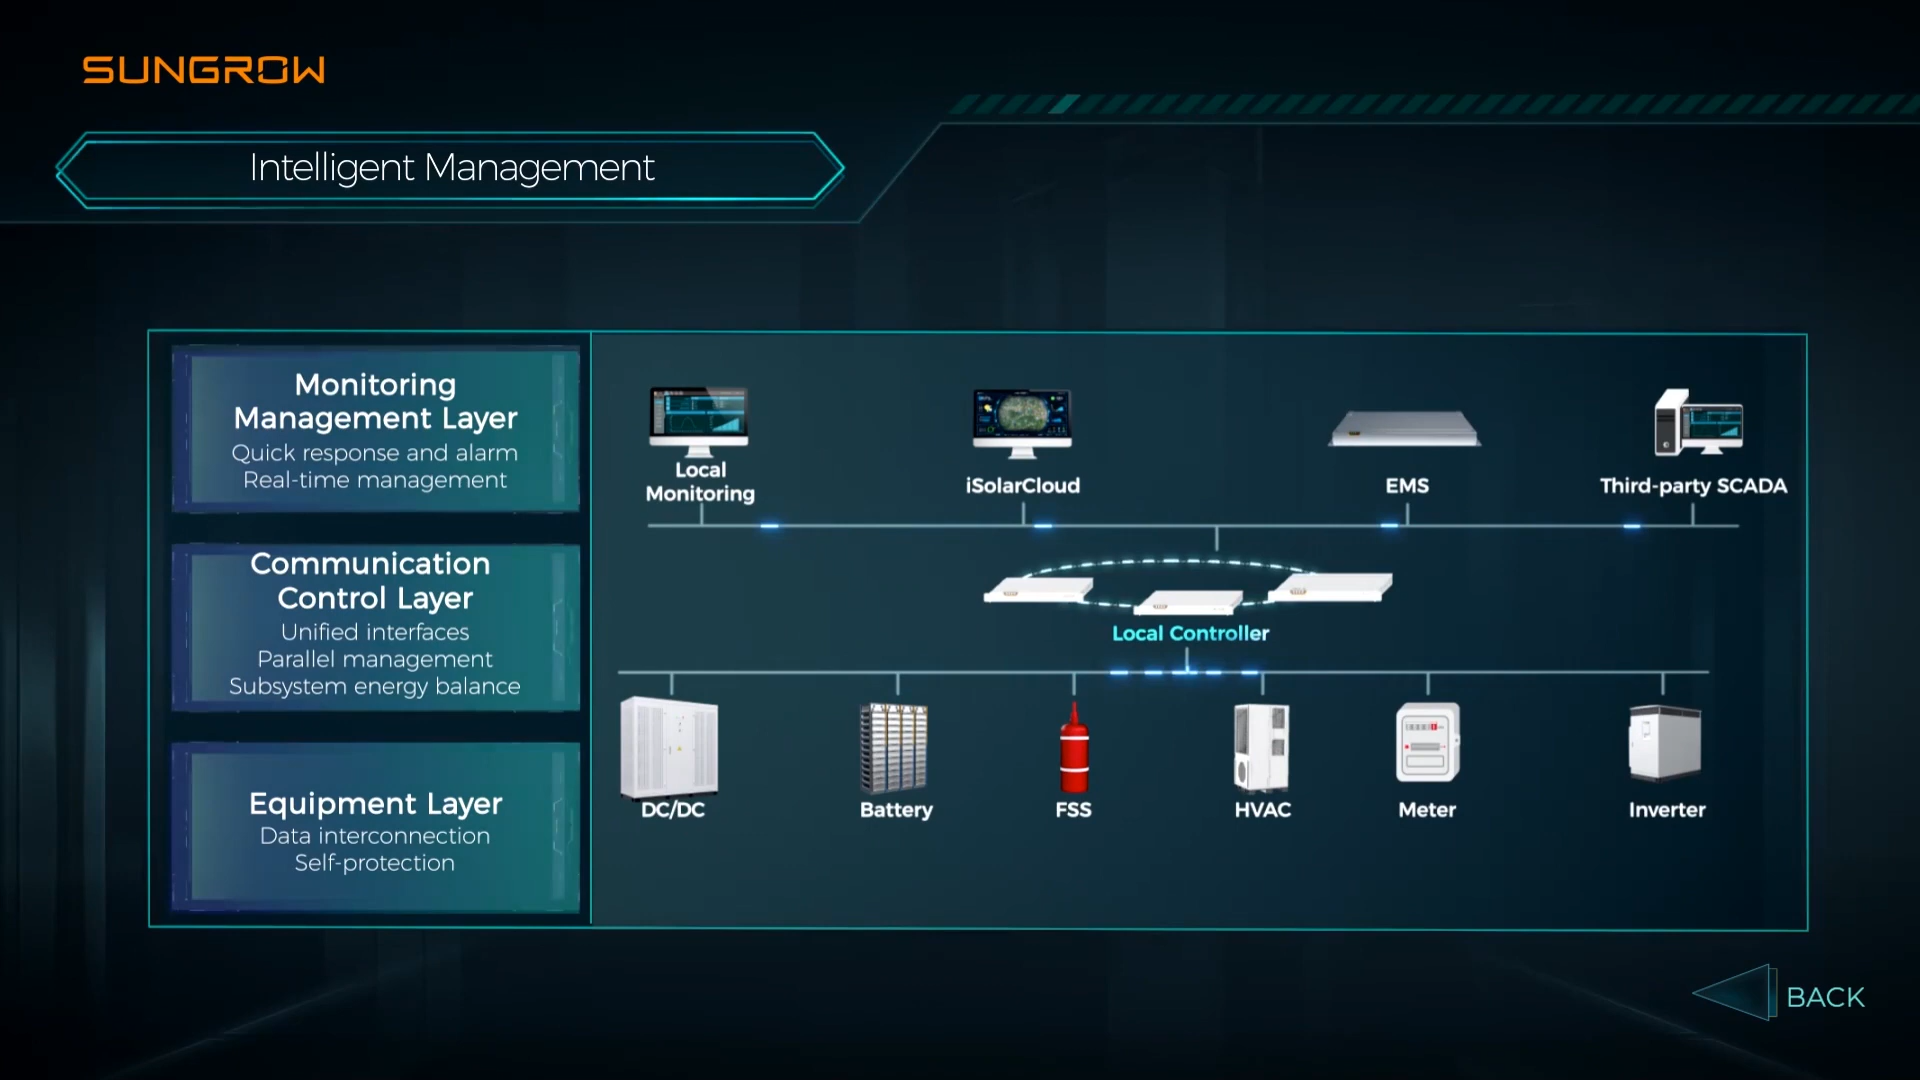 SUNGROW
Intelligent Management
Monitoring
Management Layer
Quick response and alarm
Real-time management
Communication
Control Layer
Unified interfaces
Parallel management
Subsystem energy balance
Equipment Layer
Data interconnection
Self-protection
Local
Monitoring
iSolarCloud
EMS
Third-party SCADA
Local Controller
DC/DC
Battery
FSS
HVAC
Meter
Inverter
BACK